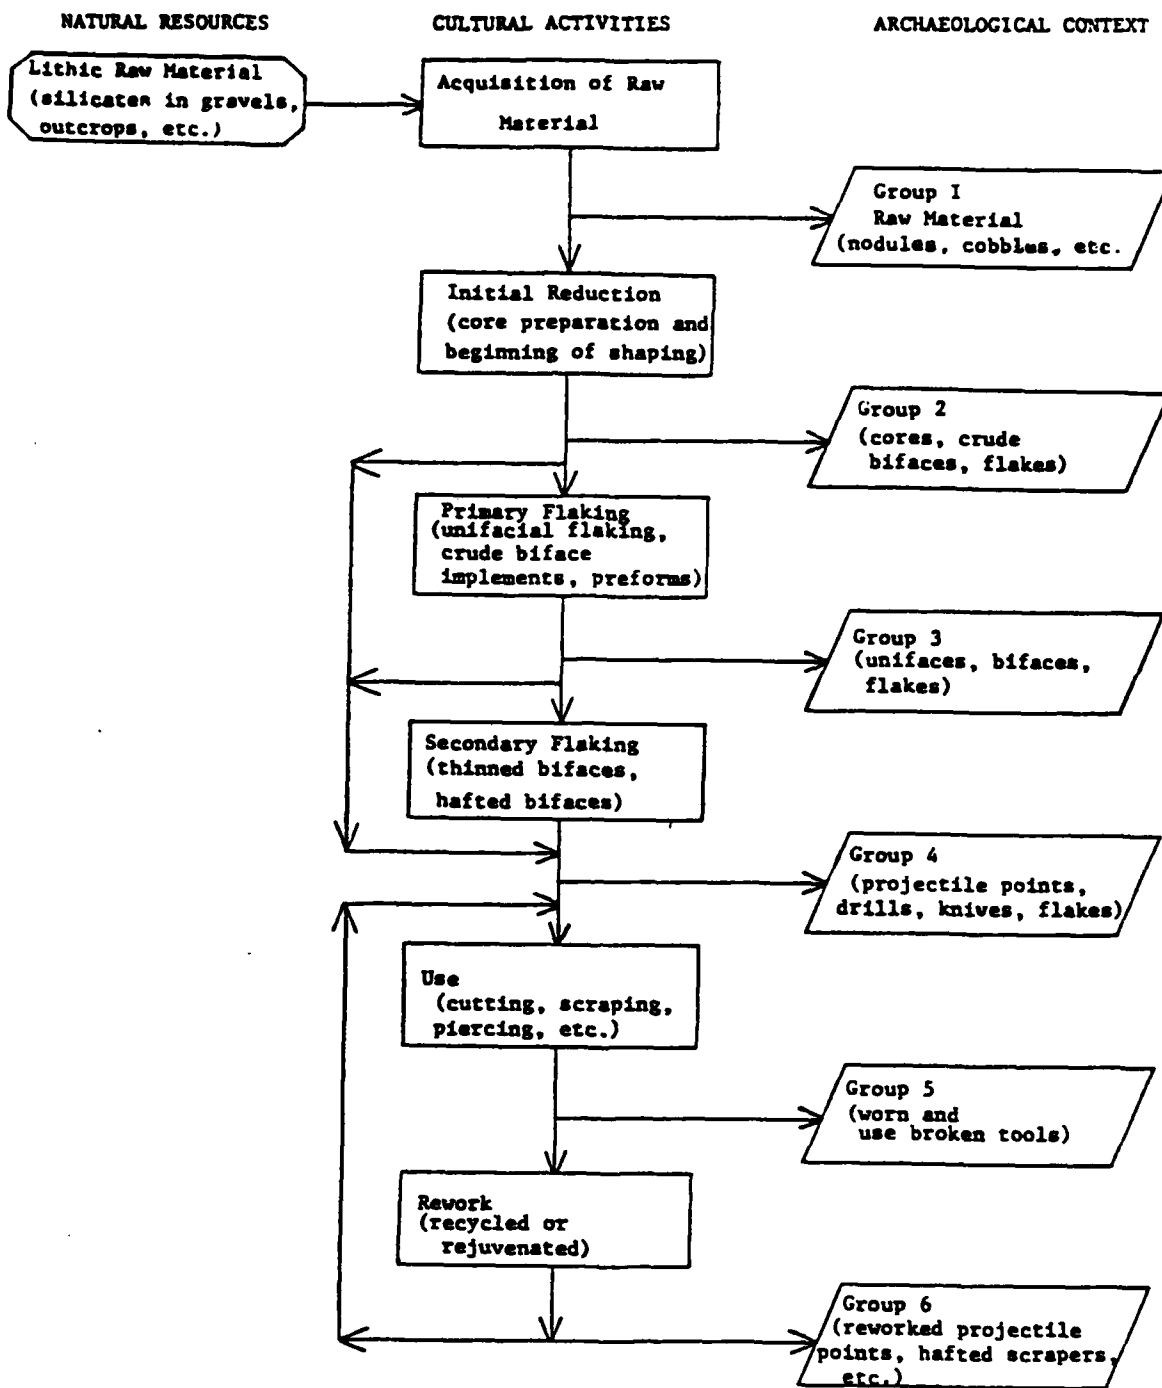 NATURAL RESOURCES
CULTURAL ACTIVITIES
ARCHAEOLOGICAL CONTEXT
Lithic Raw Material
(silicates in gravels,
outcrops, etc.)
Acquisition of Raw
Material
Group I
Raw Material
(nodules, cobbles, etc.
Initial Reduction
(core preparation and
beginning of shaping)
Group 2
(cores, crude
bifaces, flakes)
Primary Flaking
(unifacial flaking,
crude biface
implements, preforms)
Group 3
(unifaces, bifaces,
flakes)
Secondary Flaking
(thinned bifaces,
hafted bifaces)
Group 4
(projectile points,
drills, knives, flakes)
Use
(cutting, scraping,
piercing, etc.)
Group 5
(worn and
use broken tools)
Rework
(recycled or
rejuvenated)
Group 6
(reworked projectile
points, hafted scrapers,
etc.)